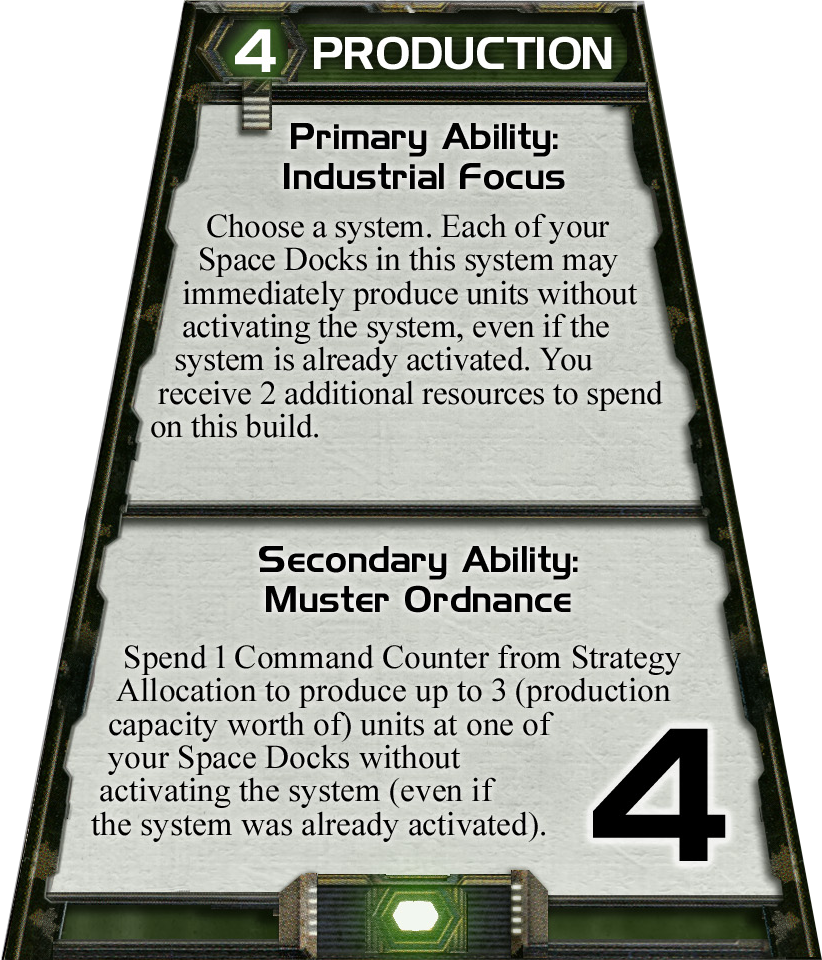 4 PRODUCTION
Primary Ability:
Industrial Focus
Choose a system. Each of your
Space Docks in this system may
immediately produce units without
activating the system, even if the
system is already activated. You
receive 2 additional resources to spend
on this build.
Secondary Ability:
Muster Ordnance
Spend 1 Command Counter from Strategy
Allocation to produce up to 3 (production
capacity worth of) units at one of
your Space Docks without
activating the system (even if
the system was already activated).
4